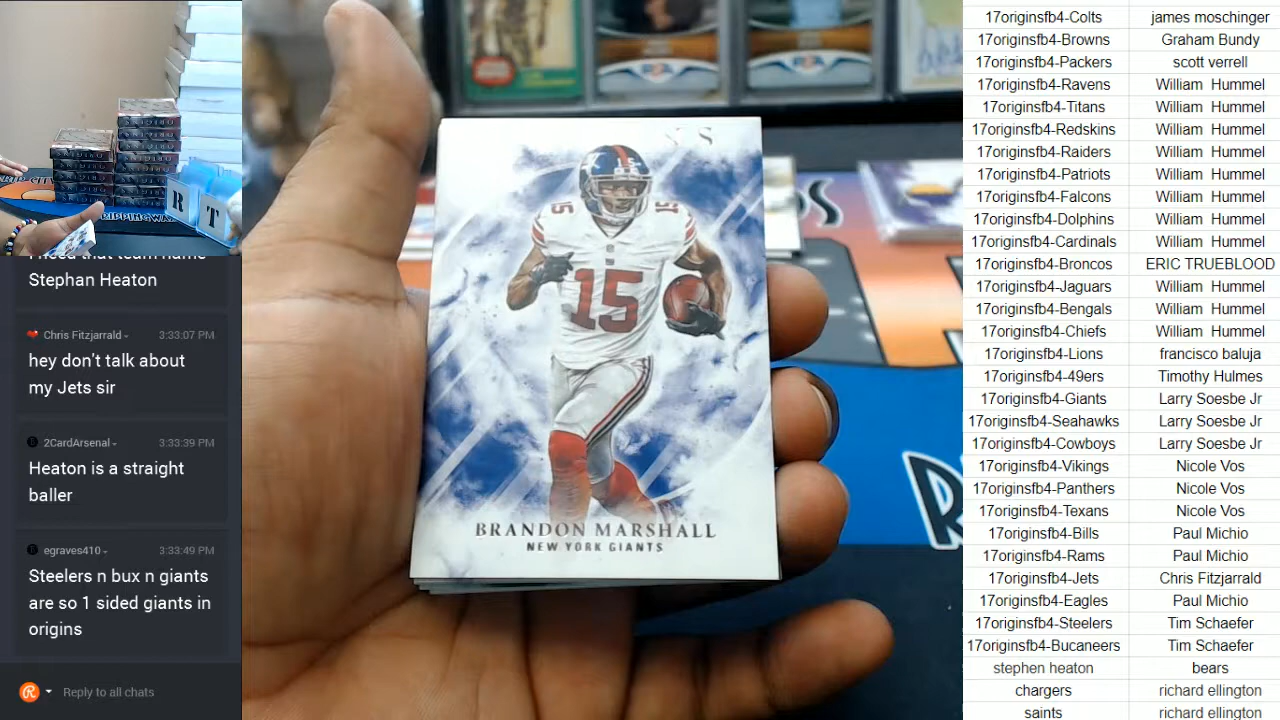 Stephan Heaton
Chris Fitzjarrald
3:33:07 PM
hey don't talk about
my Jets sir
2CardArsenal
3:33:39 PM
Heaton is a straight
baller
egraves410
3:33:49 PM
Steelers n bux n giants
are so 1 sided giants in
origins
Reply to all chats
R T
15 15
15
BRANDON MARSHALL
NEW YORK GIANTS
17originsfb4-Colts james moschinger
17originsfb4-Browns Graham Bundy
17originsfb4-Packers scott verrell
17originsfb4-Ravens William Hummel
17originsfb4-Titans William Hummel
17originsfb4-Redskins William Hummel
17originsfb4-Raiders William Hummel
17originsfb4-Patriots William Hummel
17originsfb4-Falcons William Hummel
17originsfb4-Dolphins William Hummel
17originsfb4-Cardinals William Hummel
17originsfb4-Broncos ERIC TRUEBLOOD
17originsfb4-Jaguars William Hummel
17originsfb4-Bengals William Hummel
17originsfb4-Chiefs William Hummel
17originsfb4-Lions francisco baluja
17originsfb4-49ers Timothy Hulmes
17originsfb4-Giants Larry Soesbe Jr
17originsfb4-Seahawks Larry Soesbe Jr
17originsfb4-Cowboys Larry Soesbe Jr
17originsfb4-Vikings Nicole Vos
17originsfb4-Panthers Nicole Vos
17originsfb4-Texans Nicole Vos
17originsfb4-Bills Paul Michio
17originsfb4-Rams Paul Michio
17originsfb4-Jets Chris Fitzjarrald
17originsfb4-Eagles Paul Michio
17originsfb4-Steelers Tim Schaefer
17originsfb4-Bucaneers Tim Schaefer
stephen heaton bears
chargers richard ellington
saints richard ellington